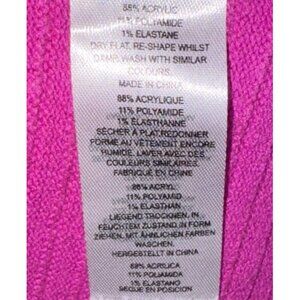 88% ACRYLIC
11% POLYAMIDE
1% ELASTANE
DRY FLAT. RE-SHAPE WHILST
DAMP. WASH WITH SIMILAR
COLOURS.
MADE IN CHINA
88% ACRYLIQUE
11% POLYAMIDE
1% ELASTHANNE
SÉCHER À PLAT.REDONNER
FORME AU VÊTEMENT ENCORE
HUMIDE. LAVER AVEC DES
COULEURS SIMILAIRES.
FABRIQUÉ EN CHINE
88% ACRYL
11% POLYAMID
1% ELASTHAN
LIEGEND TROCKNEN, IN
FEUCHTEM ZUSTAND IN FORM
ZIEHEN. MIT ÄHNLICHEN FARBEN
WASCHEN.
HERGESTELLT IN CHINA
88% ACRÍLICA
11% POLIAMIDA
1% ELASTANO
SEQUE EN POSICIÓN